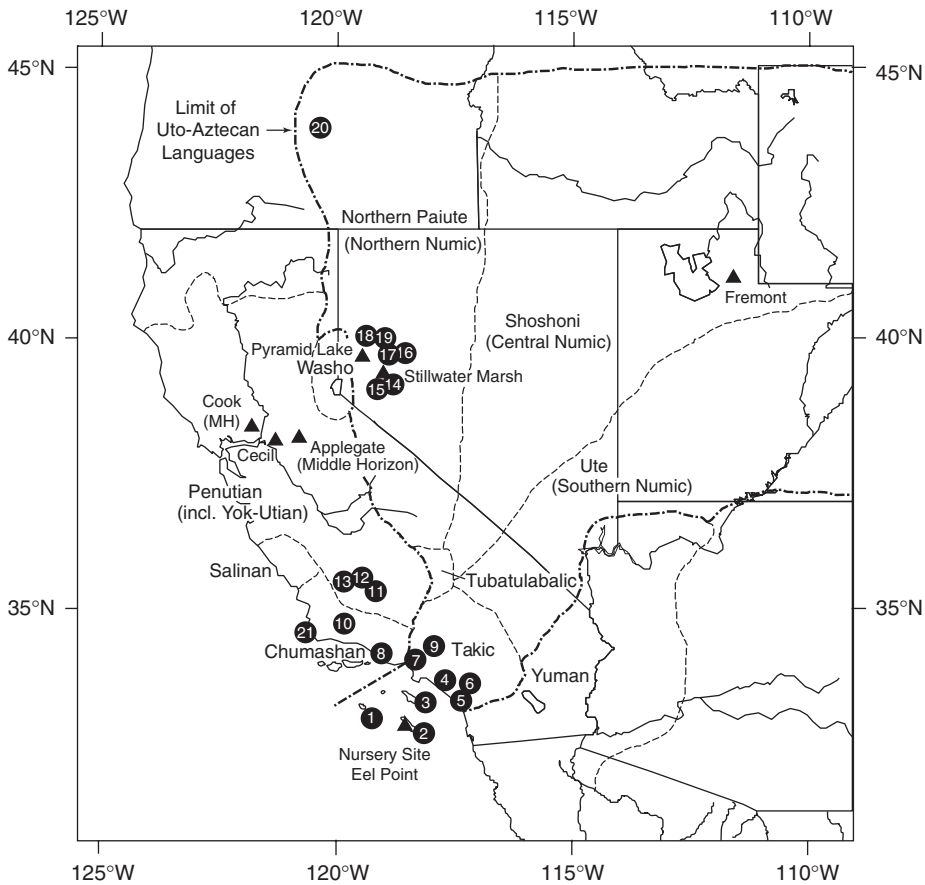 125°W 120°W 115°W 110°W
45°N 45°N
Limit of
Uto-Aztecan
Languages
20
Northern Paiute
(Northern Numic)
Fremont
40°N 40°N
Shoshoni
(Central Numic)
18 19
17 16
Pyramid Lake
Washo
Stillwater Marsh
15 14
Cook
(MH)
Cecil
Applegate
(Middle Horizon)
Penutian
(incl. Yok-Utian)
Ute
(Southern Numic)
Salinan
13 12
11
Tubatulabalic
35°N 35°N
10
21
Chumashan
8
7
9
Takic
4 6
5
Yuman
3
1
2
Nursery Site
Eel Point
125°W 120°W 115°W 110°W